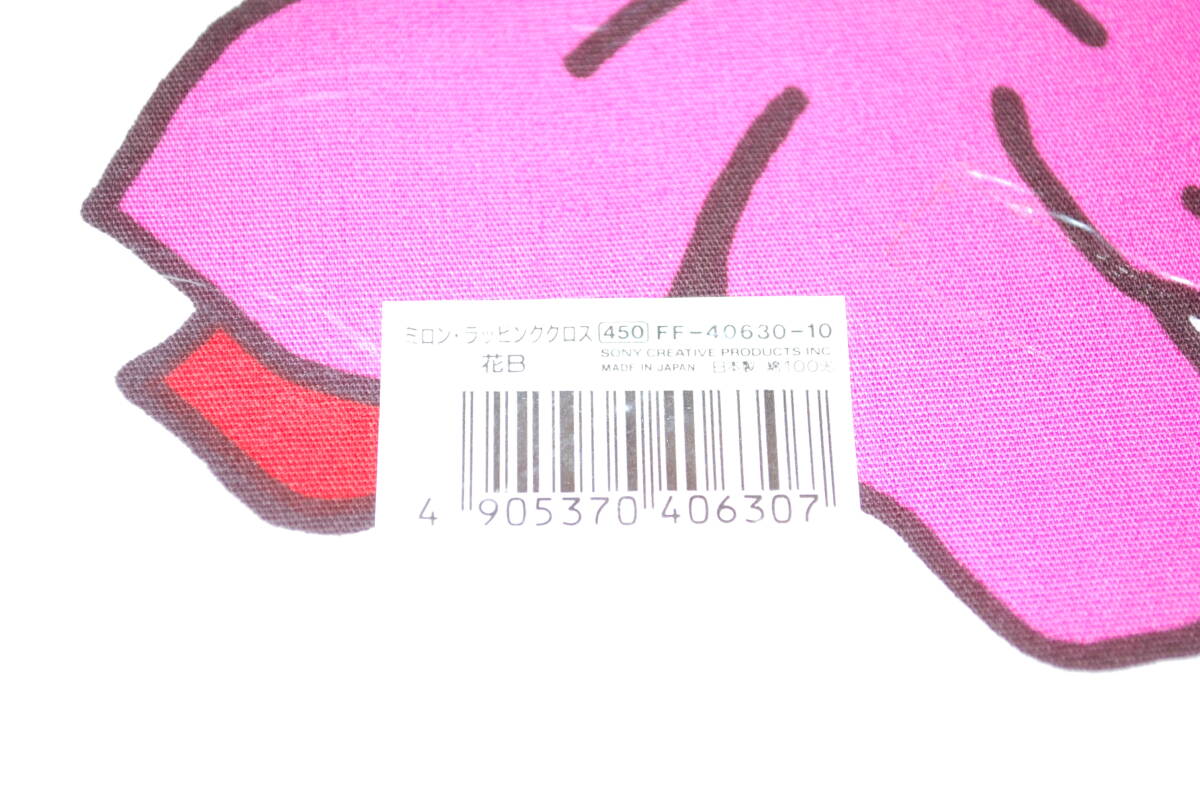 ミロン・ラッピンククロス 450 FF-40630-10
花B SONY CREATIVE PRODUCTS INC
MADE IN JAPAN 日本製 綿100%
4 905370 406307